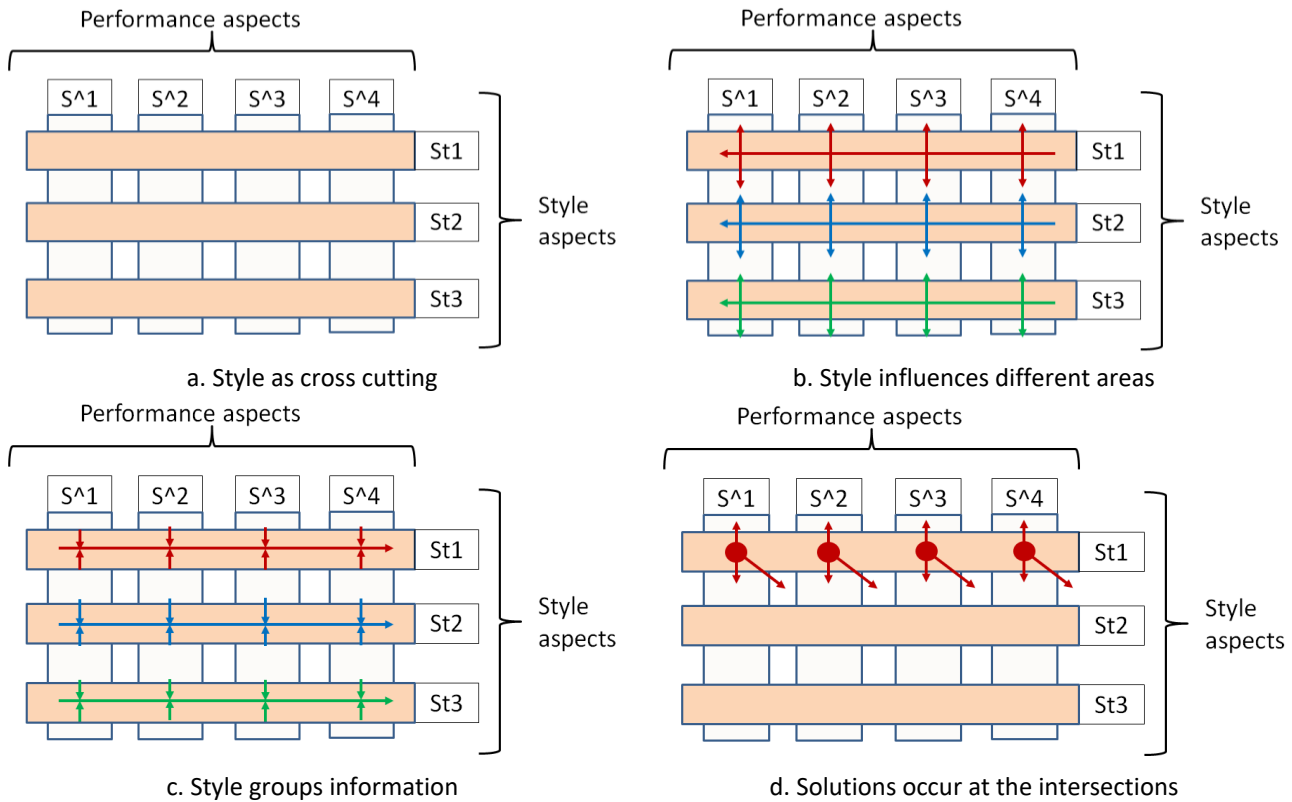 Performance aspects
S^1 S^2 S^3 S^4
St1
St2
St3
Style
aspects
a. Style as cross cutting
Performance aspects
S^1 S^2 S^3 S^4
St1
St2
St3
Style
aspects
b. Style influences different areas
Performance aspects
S^1 S^2 S^3 S^4
St1
St2
St3
Style
aspects
c. Style groups information
Performance aspects
S^1 S^2 S^3 S^4
St1
St2
St3
Style
aspects
d. Solutions occur at the intersections